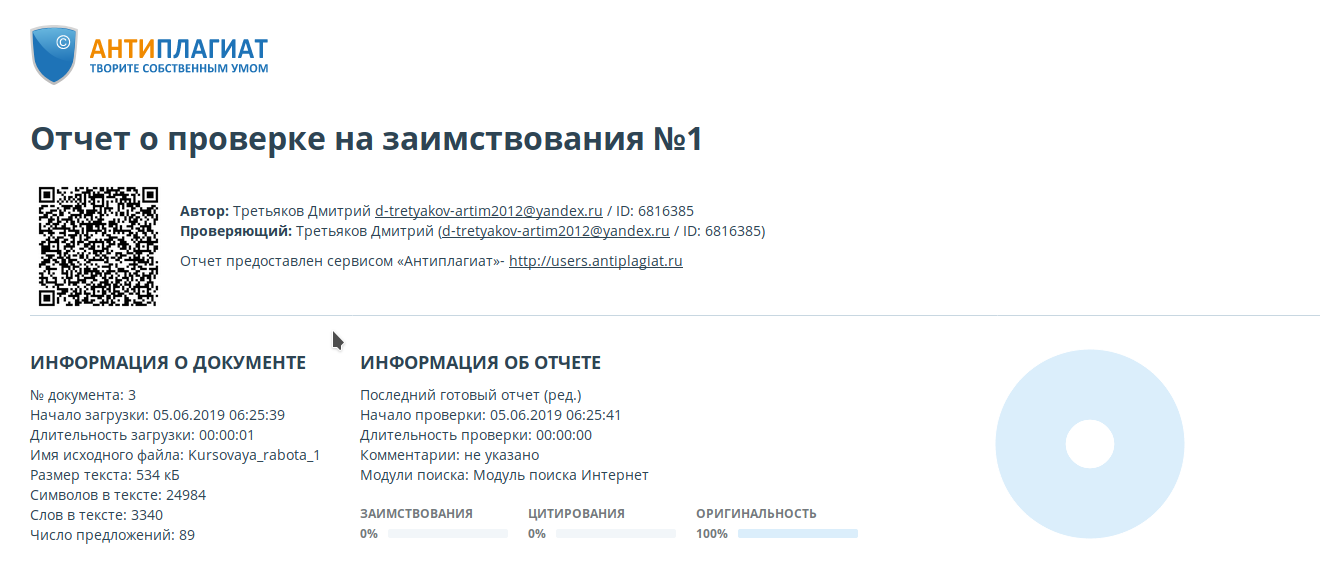 ©
АНТИПЛАГИАТ
ТВОРИТЕ СОБСТВЕННЫМ УМОМ
Отчет о проверке на заимствования №1
Автор: Третьяков Дмитрий d-tretyakov-artim2012@yandex.ru / ID: 6816385
Проверяющий: Третьяков Дмитрий (d-tretyakov-artim2012@yandex.ru / ID: 6816385)
Отчет предоставлен сервисом «Антиплагиат»- http://users.antiplagiat.ru
ИНФОРМАЦИЯ О ДОКУМЕНТЕ
№ документа: 3
Начало загрузки: 05.06.2019 06:25:39
Длительность загрузки: 00:00:01
Имя исходного файла: Kursovaya_rabota_1
Размер текста: 534 кБ
Символов в тексте: 24984
Слов в тексте: 3340
Число предложений: 89
ИНФОРМАЦИЯ ОБ ОТЧЕТЕ
Последний готовый отчет (ред.)
Начало проверки: 05.06.2019 06:25:41
Длительность проверки: 00:00:00
Комментарии: не указано
Модули поиска: Модуль поиска Интернет
ЗАИМСТВОВАНИЯ
0%
ЦИТИРОВАНИЯ
0%
ОРИГИНАЛЬНОСТЬ
100%